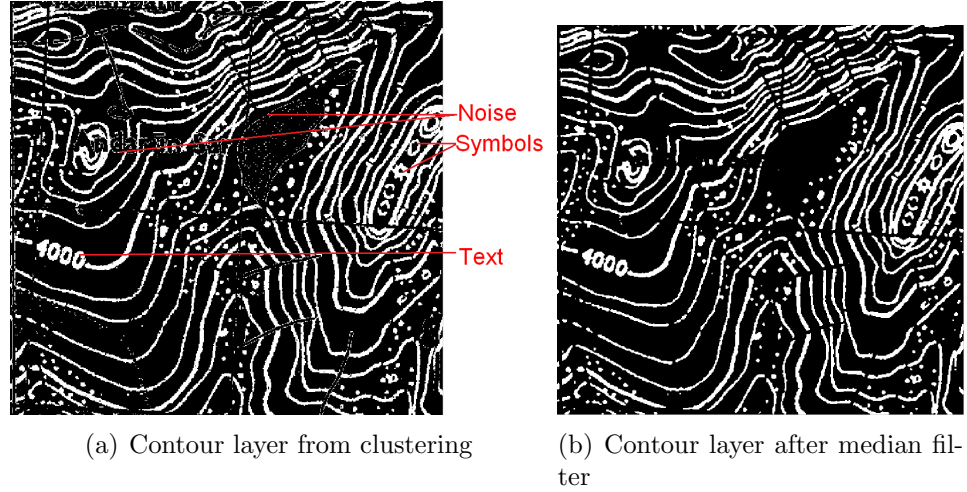 Noise
Symbols
4000
Text
4000
(a) Contour layer from clustering
(b) Contour layer after median fil-
ter